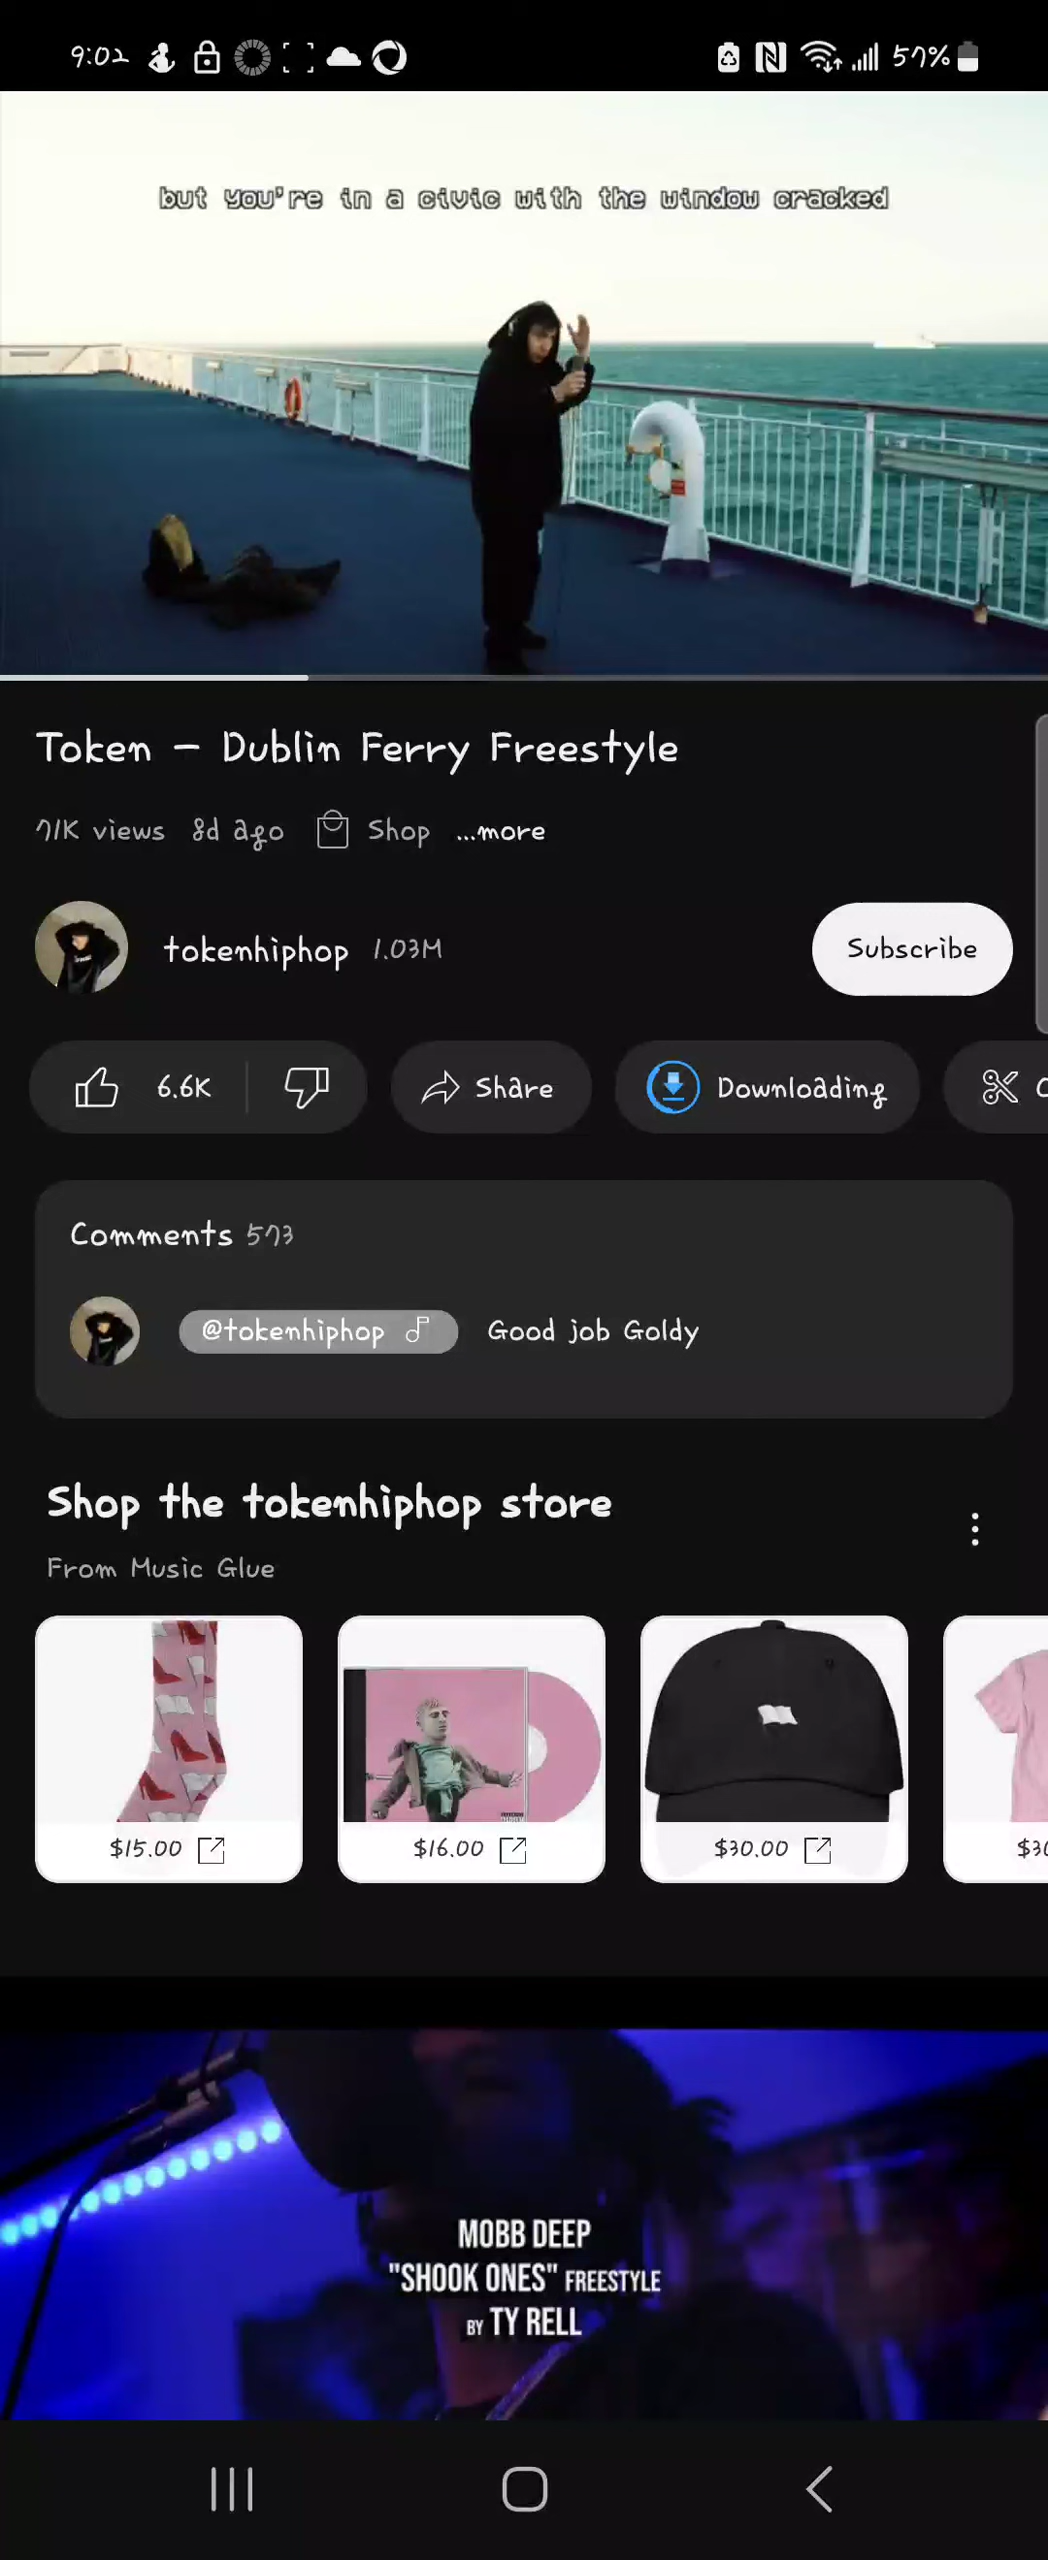 9:02
57%
but you're in a civic with the window cracked
Token - Dublin Ferry Freestyle
71K views 8d ago Shop ...more
tokenhiphop 1.03M
Subscribe
6.6K
Share
Downloading
Comments 573
@tokenhiphop Good job Goldy
Shop the tokenhiphop store
From Music Glue
$15.00
$16.00
$30.00
MOBB DEEP
"SHOOK ONES" FREESTYLE
BY TY RELL